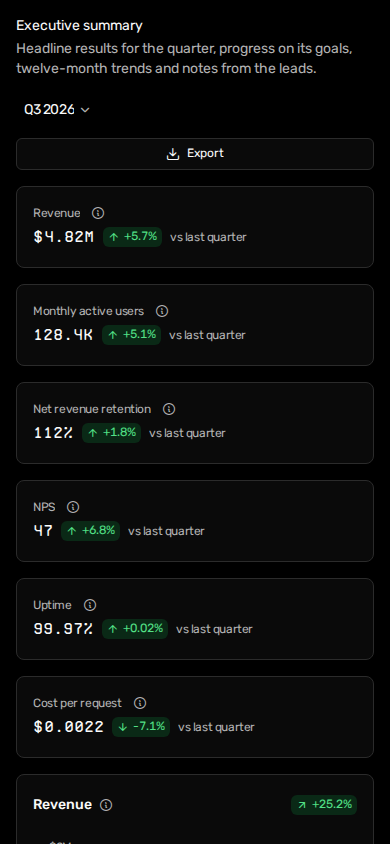 Executive summary
Headline results for the quarter, progress on its goals,
twelve-month trends and notes from the leads.
Q3 2026
Export
Revenue
$4.82M +5.7% vs last quarter
Monthly active users
128.4K +5.1% vs last quarter
Net revenue retention
112% +1.8% vs last quarter
NPS
47 +6.8% vs last quarter
Uptime
99.97% +0.02% vs last quarter
Cost per request
$0.0022 -7.1% vs last quarter
Revenue +25.2%